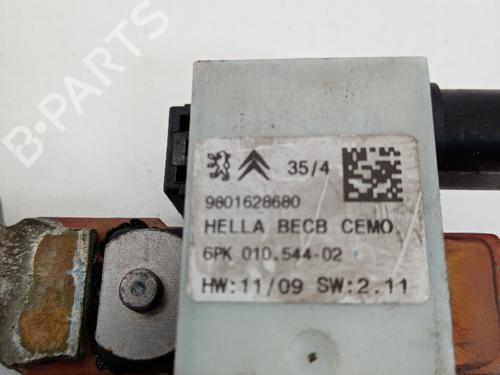 B-PARTS
35/4
9801628680
HELLA BECB CEMO
6PK 010.544-02
HW:11/09 SW:2.11